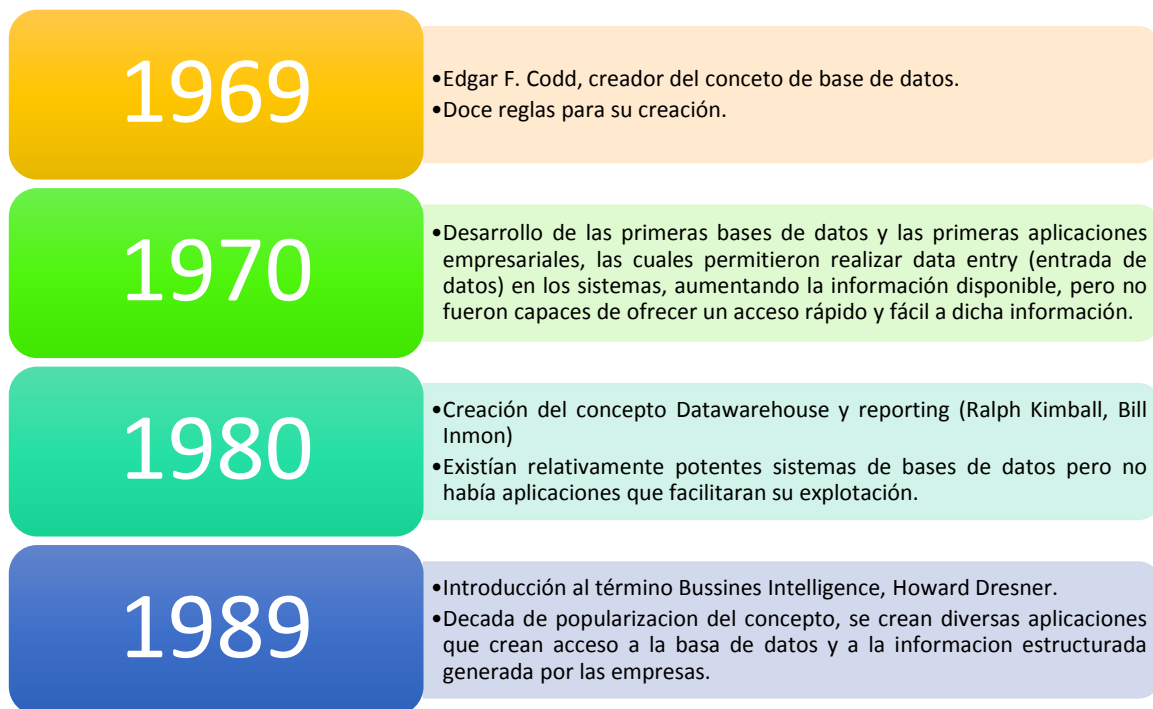 1969
•Edgar F. Codd, creador del conceto de base de datos.
•Doce reglas para su creación.
1970
•Desarrollo de las primeras bases de datos y las primeras aplicaciones
empresariales, las cuales permitieron realizar data entry (entrada de
datos) en los sistemas, aumentando la información disponible, pero no
fueron capaces de ofrecer un acceso rápido y fácil a dicha información.
1980
•Creación del concepto Datawarehouse y reporting (Ralph Kimball, Bill
Inmon)
•Existían relativamente potentes sistemas de bases de datos pero no
había aplicaciones que facilitaran su explotación.
1989
•Introducción al término Bussines Intelligence, Howard Dresner.
•Decada de popularizacion del concepto, se crean diversas aplicaciones
que crean acceso a la basa de datos y a la informacion estructurada
generada por las empresas.